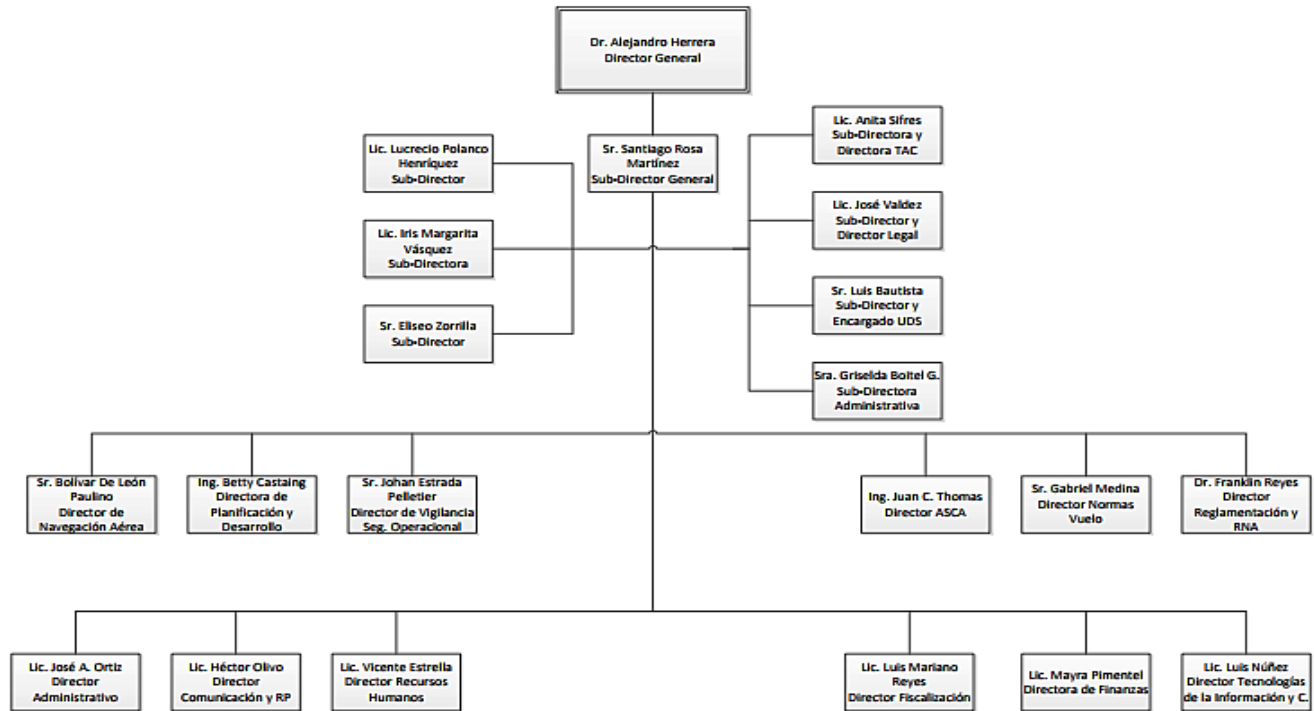 Dr. Alejandro Herrera
Director General
Lic. Lucrecio Polanco
Henríquez
Sub-Director
Sr. Santiago Rosa
Martínez
Sub-Director General
Lic. Anita Sifres
Sub-Directora y
Directora TAC
Lic. Iris Margarita
Vásquez
Sub-Directora
Lic. José Valdez
Sub-Director y
Director Legal
Sr. Eliseo Zorrilla
Sub-Director
Sr. Luis Bautista
Sub-Director y
Encargado UDS
Sra. Griselda Boitel G.
Sub-Directora
Administrativa
Sr. Bolívar De León
Paulino
Director de
Navegación Aérea
Ing. Betty Castaing
Directora de
Planificación y
Desarrollo
Sr. Johan Estrada
Pelletier
Director de Vigilancia
Seg. Operacional
Ing. Juan C. Thomas
Director ASCA
Sr. Gabriel Medina
Director Normas
Vuelo
Dr. Franklin Reyes
Director
Reglamentación y
RNA
Lic. José A. Ortiz
Director
Administrativo
Lic. Héctor Olivo
Director
Comunicación y RP
Lic. Vicente Estrella
Director Recursos
Humanos
Lic. Luis Mariano
Reyes
Director Fiscalización
Lic. Mayra Pimentel
Directora de Finanzas
Lic. Luis Núñez
Director Tecnologías
de la Información y C.